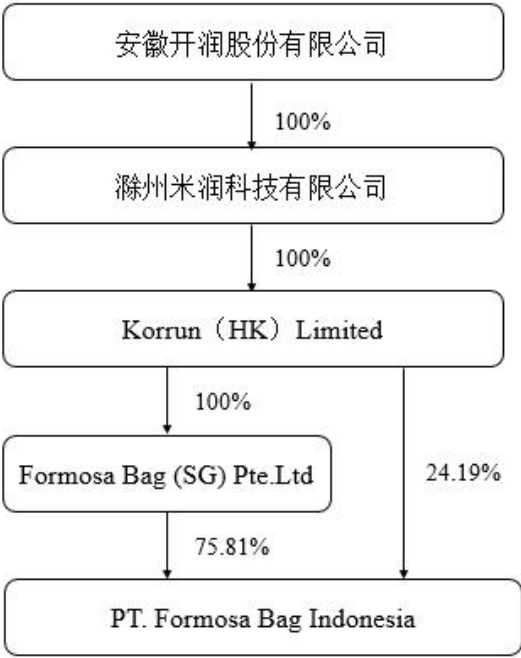 安徽开润股份有限公司
100%
滁州米润科技有限公司
100%
Korrun（HK）Limited
100%
Formosa Bag (SG) Pte.Ltd
24.19%
75.81%
PT. Formosa Bag Indonesia